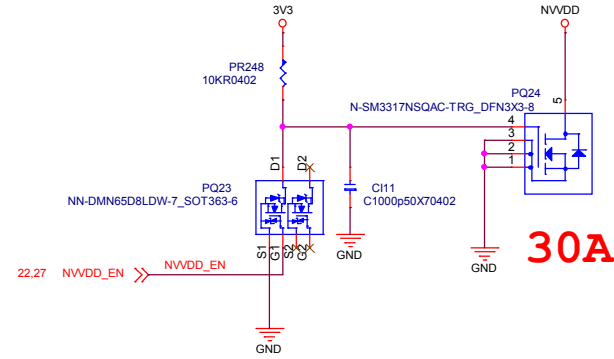 3V3
NVVDD
PR248
10KR0402
PQ24
N-SM3317NSQAC-TRG_DFN3X3-8
5
4
3
2
1
D1
D2
PQ23
NN-DMN65D8LDW-7_SOT363-6
CI11
C1000p50X70402
S1
G1
S2
G2
GND
GND
30A
22,27 NVVDD_EN
NVVDD_EN
GND